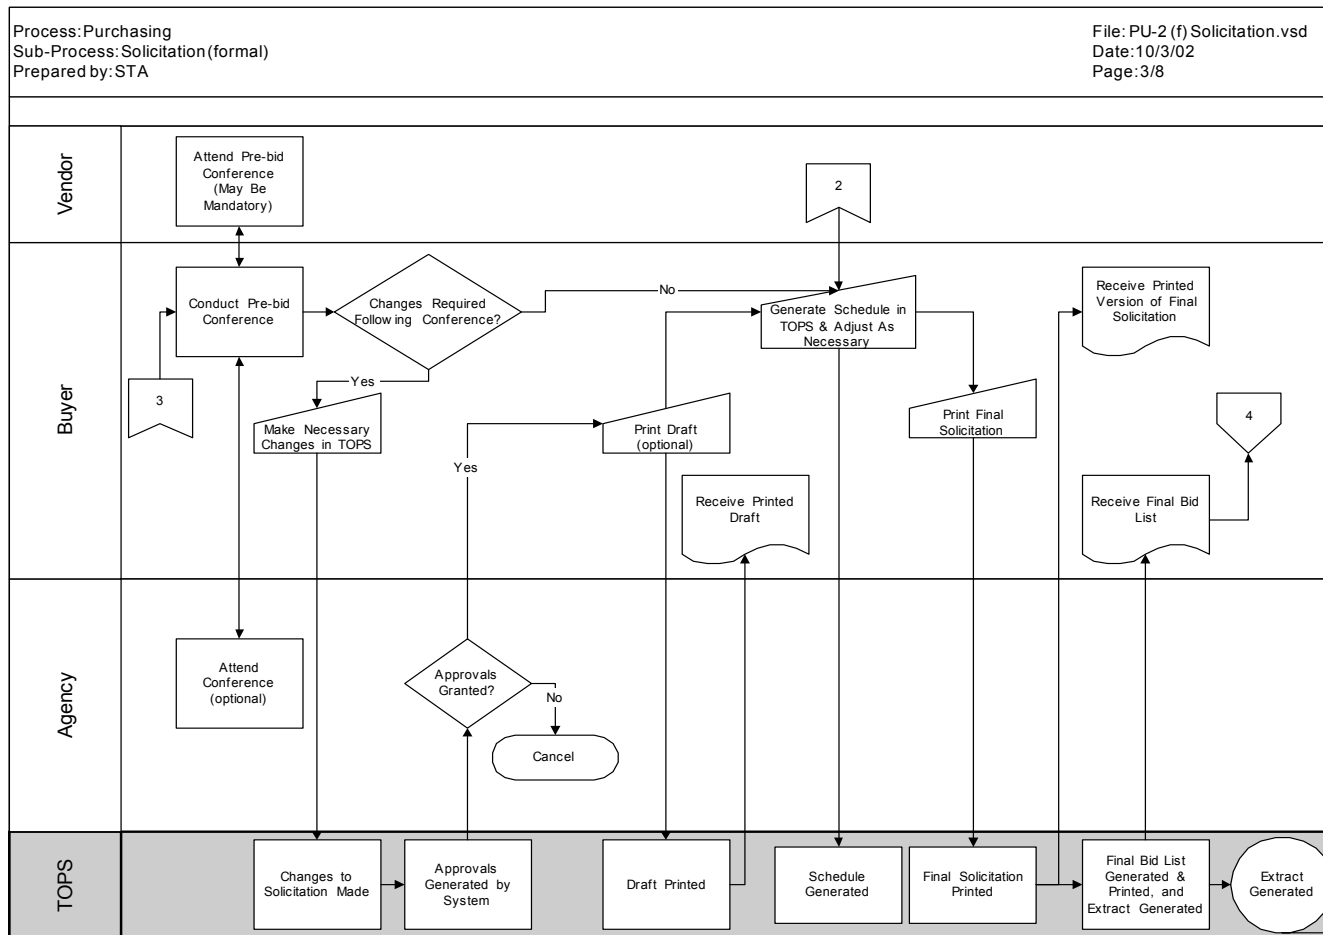 Process: Purchasing
Sub-Process: Solicitation (formal)
Prepared by: STA
File: PU-2 (f) Solicitation.vsd
Date: 10/3/02
Page: 3/8
Vendor
Attend Pre-bid
Conference
(May Be
Mandatory)
2
Buyer
Conduct Pre-bid
Conference
Changes Required
Following Conference?
No
Generate Schedule in
TOPS & Adjust As
Necessary
Receive Printed
Version of Final
Solicitation
Yes
3
Make Necessary
Changes in TOPS
Yes
Print Draft
(optional)
Print Final
Solicitation
4
Receive Printed
Draft
Receive Final Bid
List
Agency
Attend
Conference
(optional)
Approvals
Granted?
No
Cancel
TOPS
Changes to
Solicitation Made
Approvals
Generated by
System
Draft Printed
Schedule
Generated
Final Solicitation
Printed
Final Bid List
Generated &
Printed, and
Extract Generated
Extract
Generated